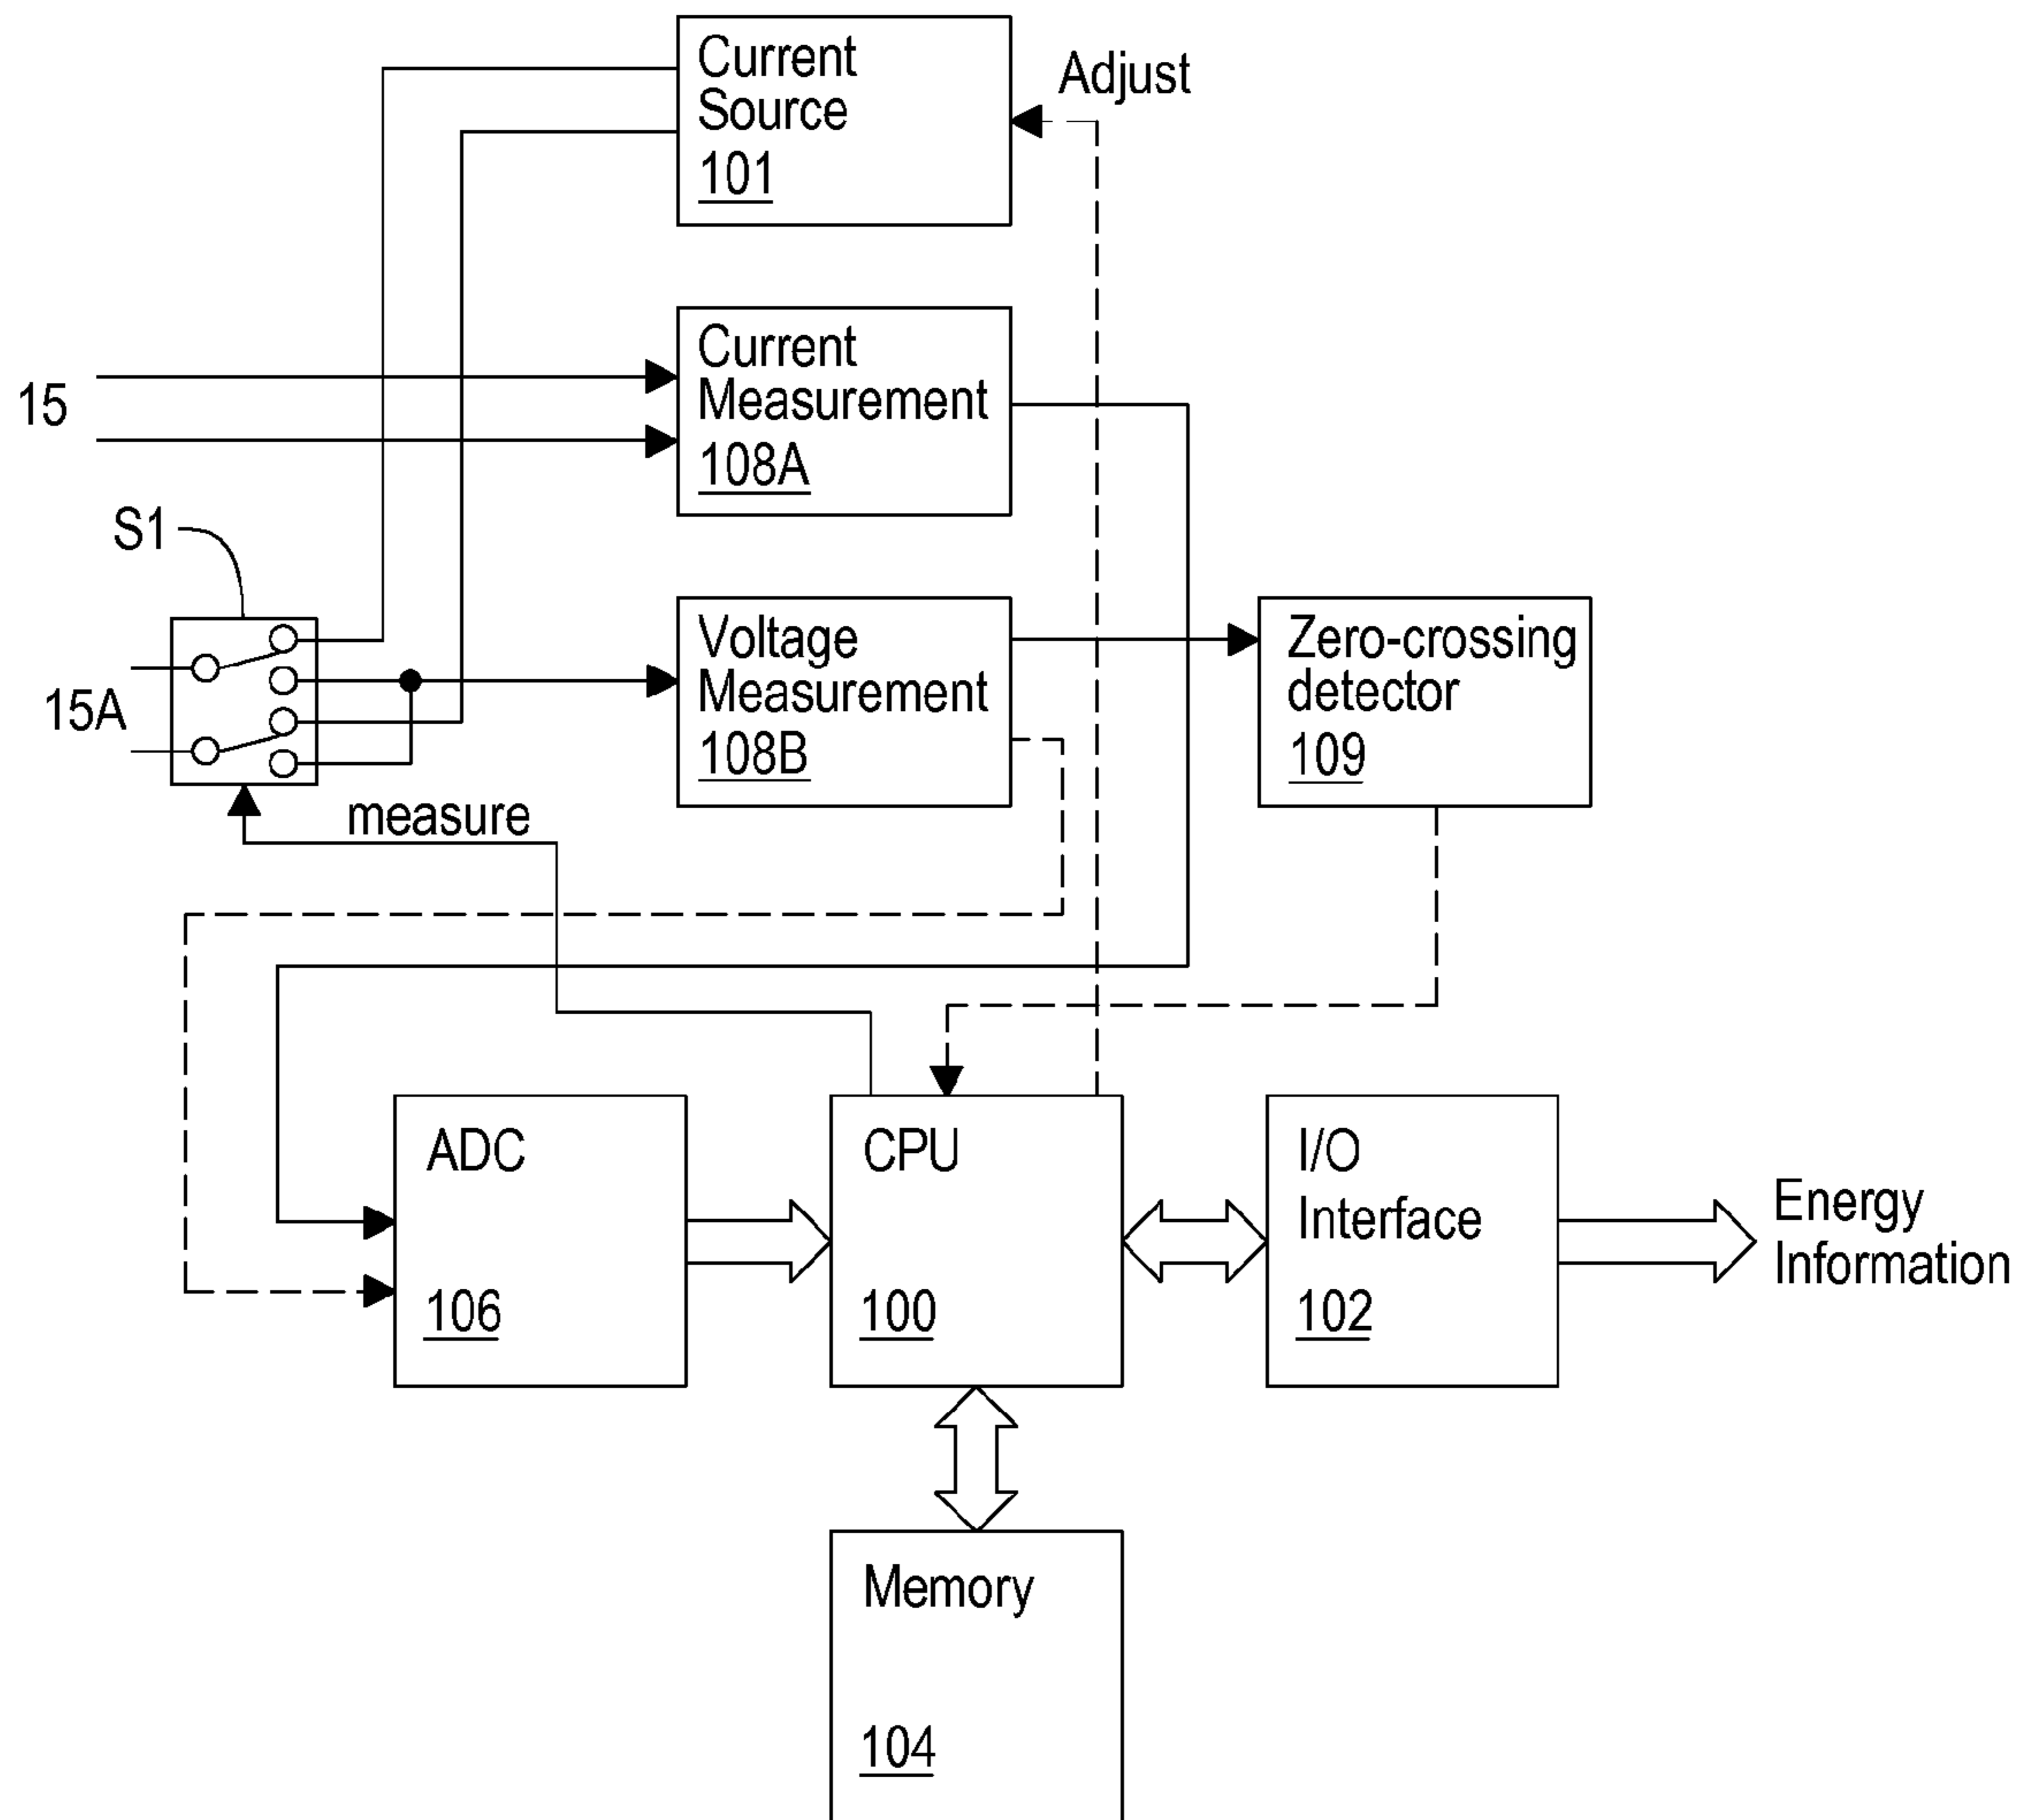 Current
Source
101
Adjust
Current
Measurement
108A
15
S1
Voltage
Measurement
108B
Zero-crossing
detector
109
15A
measure
ADC
106
CPU
100
I/O
Interface
102
Energy
Information
Memory
104